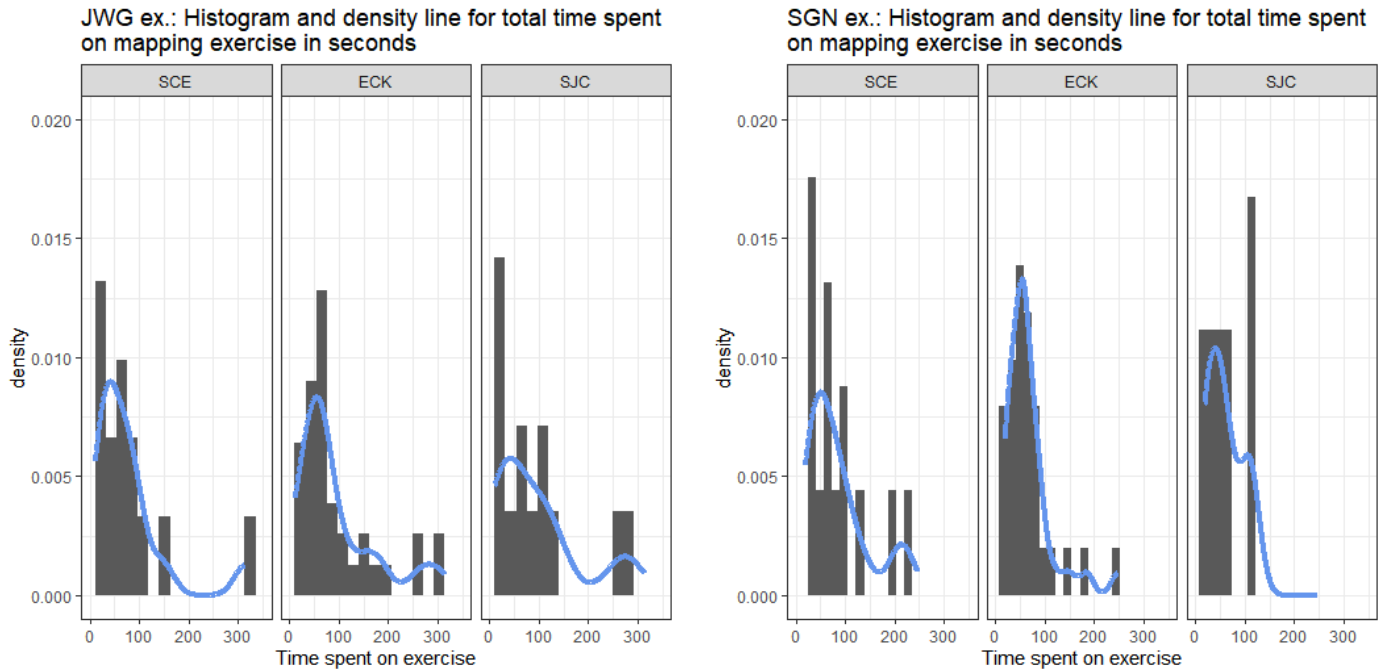 JWG ex.: Histogram and density line for total time spent
on mapping exercise in seconds
SCE
ECK
SJC
density
0.020
0.015
0.010
0.005
0.000
0 100 200 300
0 100 200 300
0 100 200 300
Time spent on exercise
SGN ex.: Histogram and density line for total time spent
on mapping exercise in seconds
SCE
ECK
SJC
density
0.020
0.015
0.010
0.005
0.000
0 100 200 300
0 100 200 300
0 100 200 300
Time spent on exercise